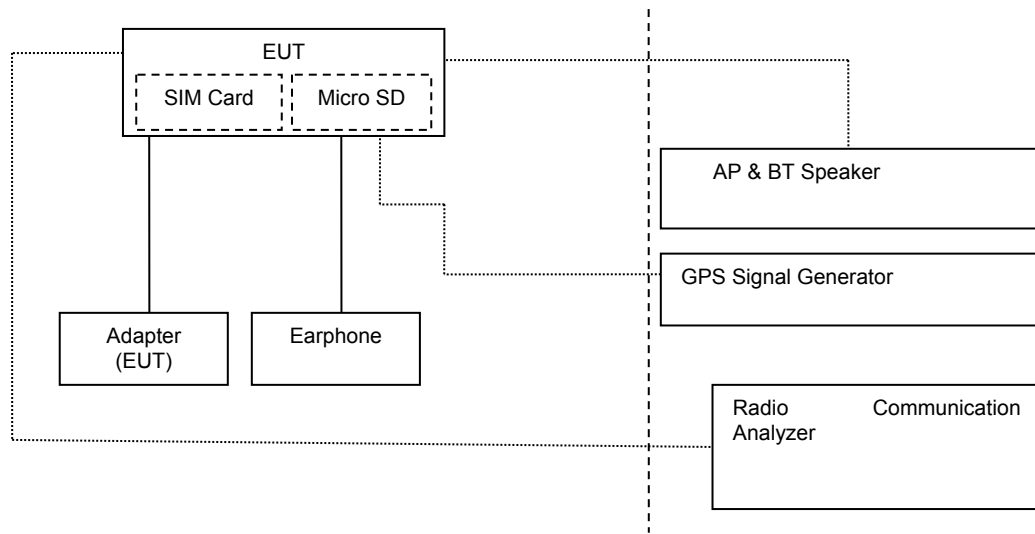 EUT
SIM Card
Micro SD
AP & BT Speaker
GPS Signal Generator
Adapter
(EUT)
Earphone
Radio Communication
Analyzer